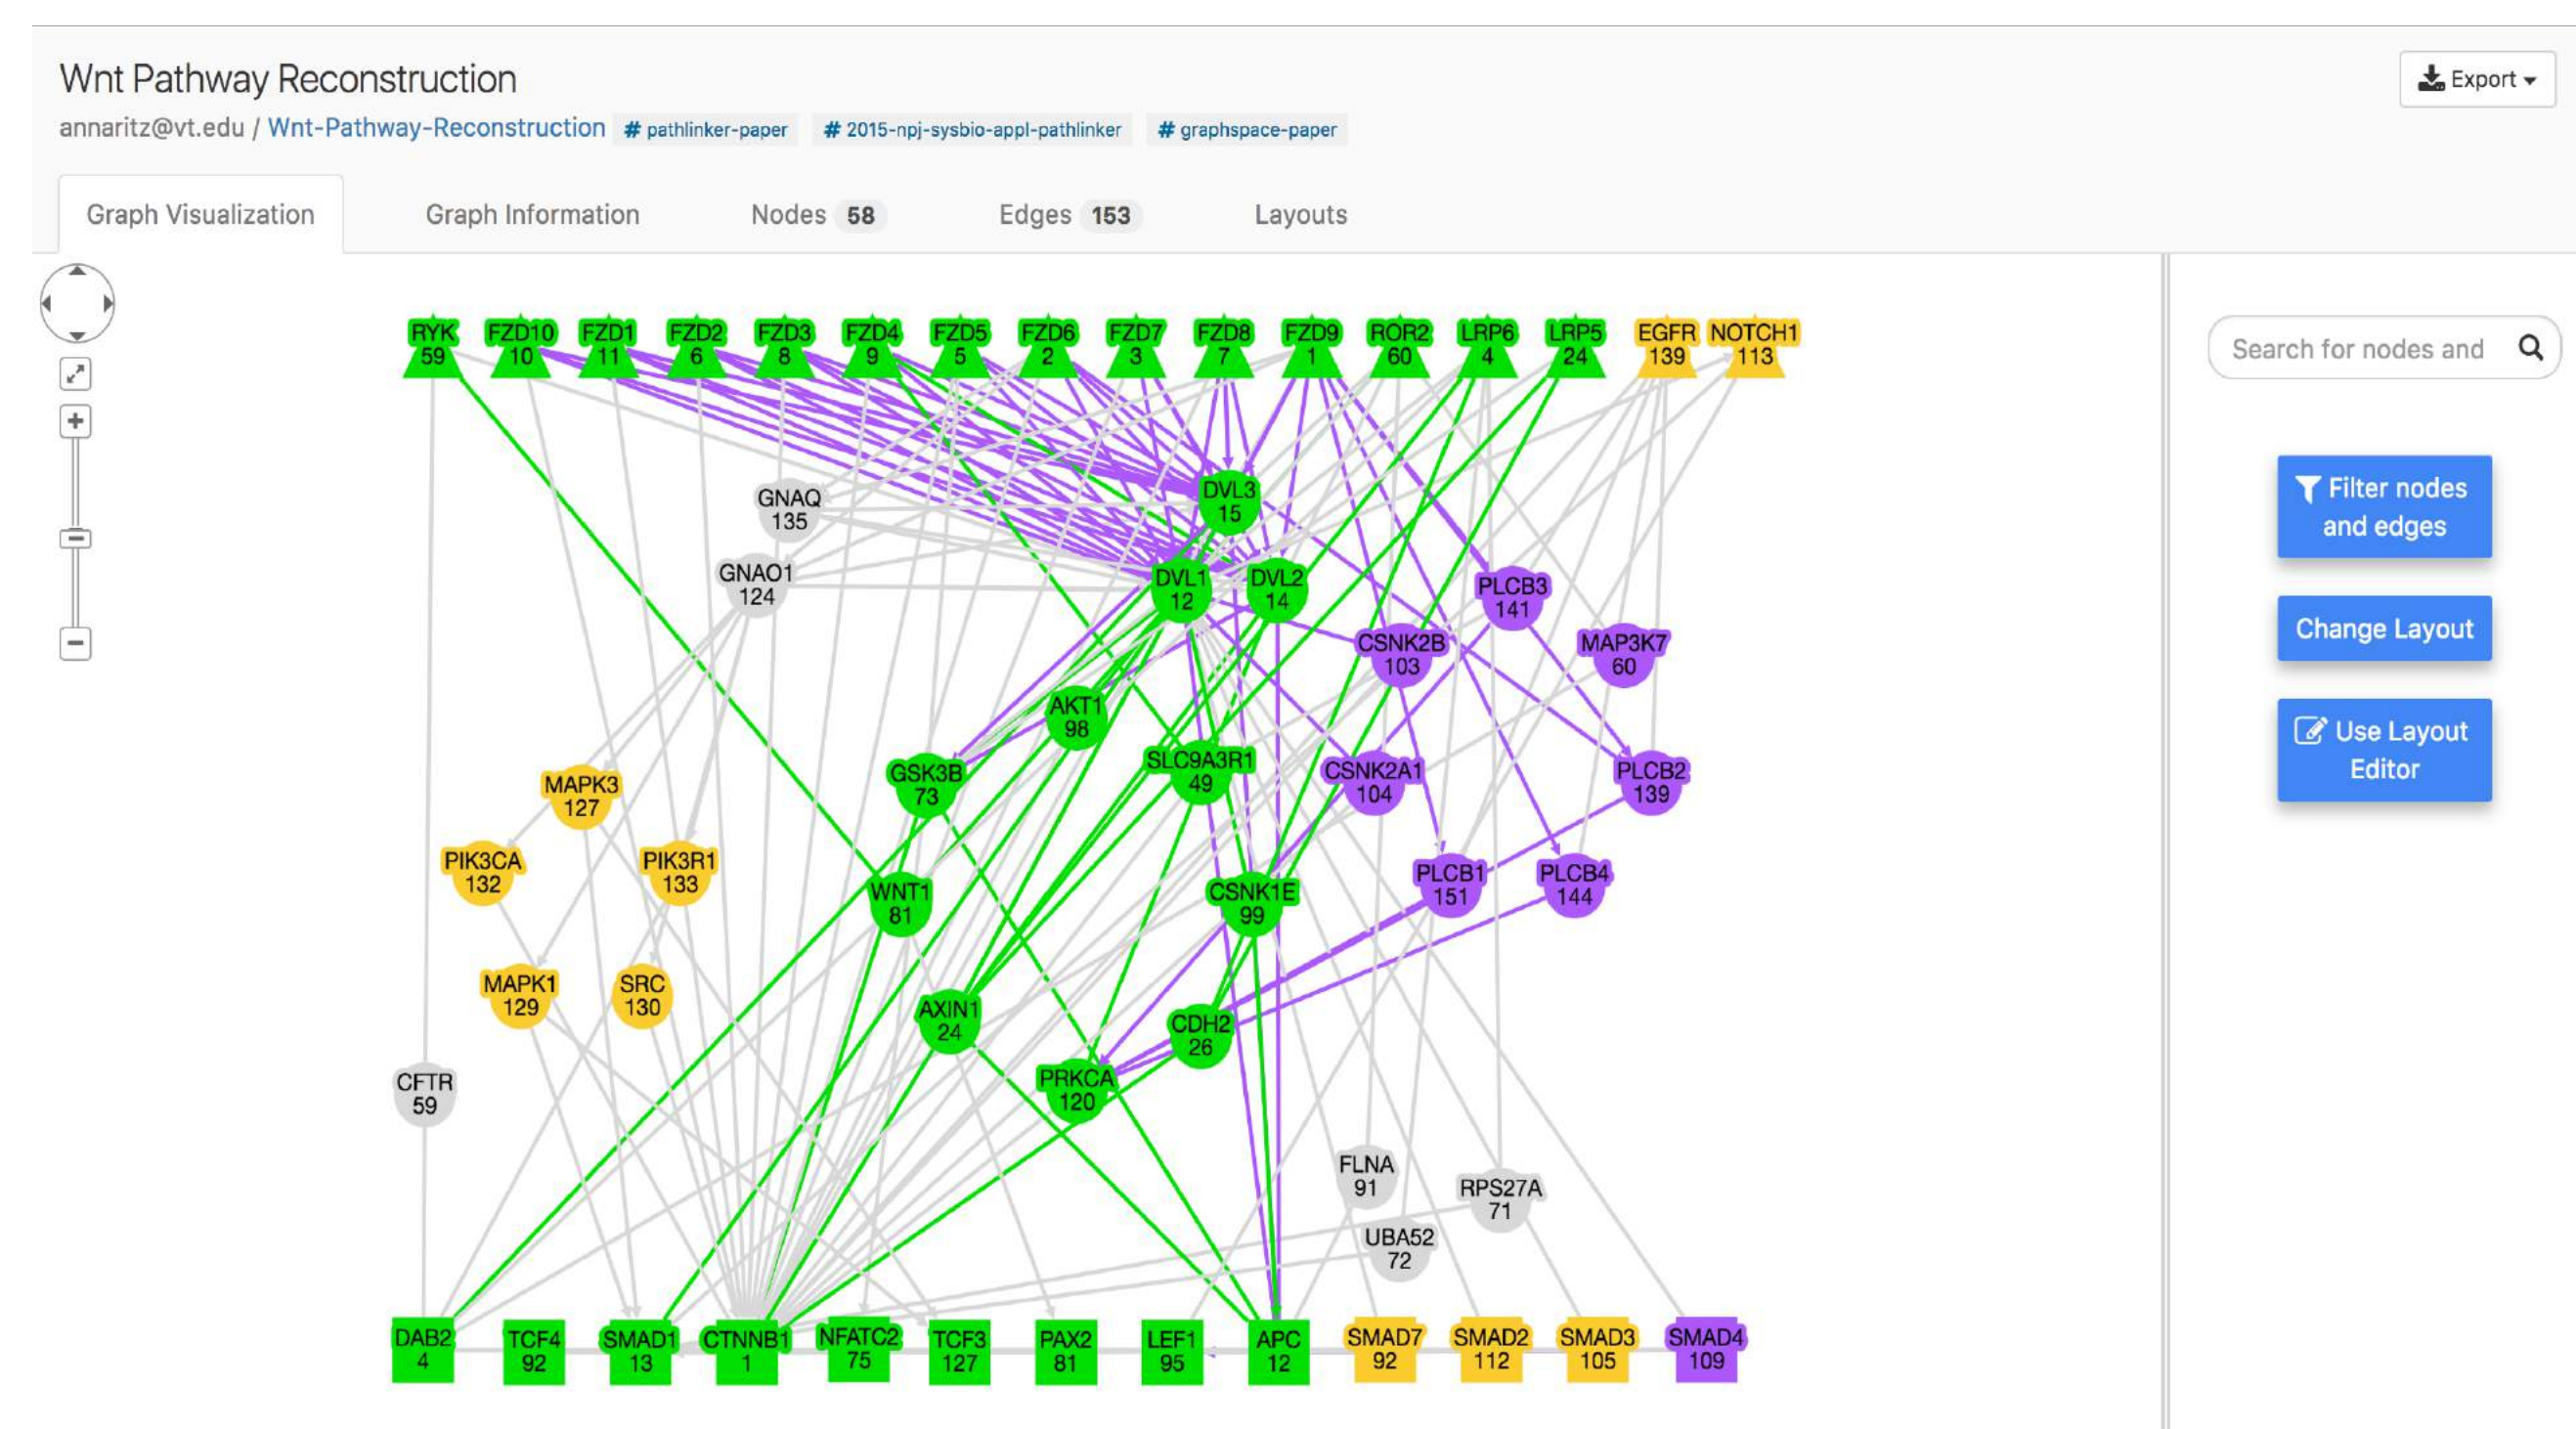 Wnt Pathway Reconstruction
Export
annaritz@vt.edu / Wnt-Pathway-Reconstruction # pathlinker-paper # 2015-npj-sysbio-appl-pathlinker # graphspace-paper
Graph Visualization Graph Information Nodes 58 Edges 153 Layouts
Search for nodes and
Filter nodes
and edges
Change Layout
Use Layout
Editor
RYK FZD10 FZD1 FZD2 FZD3 FZD4 FZD5 FZD6 FZD7 FZD8 FZD9 ROR2 LRP6 LRP5 EGFR NOTCH1
59 10 11 6 8 9 5 2 3 7 1 60 4 24 139 113
DVL3
15
GNAQ
135
GNAO1
124
DVL1
12
DVL2
14
PLCB3
141
CSNK2B
103
MAP3K7
60
AKT1
98
SLC9A3R1
49
GSK3B
73
CSNK2A1
104
PLCB2
139
MAPK3
127
PIK3CA
132
PIK3R1
133
WNT1
81
CSNK1E
99
PLCB1
151
PLCB4
144
MAPK1
129
SRC
130
AXIN1
24
CDH2
26
PRKCA
120
CFTR
59
FLNA
91
RPS27A
71
UBA52
72
DAB2 TCF4 SMAD1 CTNNB1 NFATC2 TCF3 PAX2 LEF1 APC SMAD7 SMAD2 SMAD3 SMAD4
4 92 13 1 75 127 81 95 12 92 112 105 109